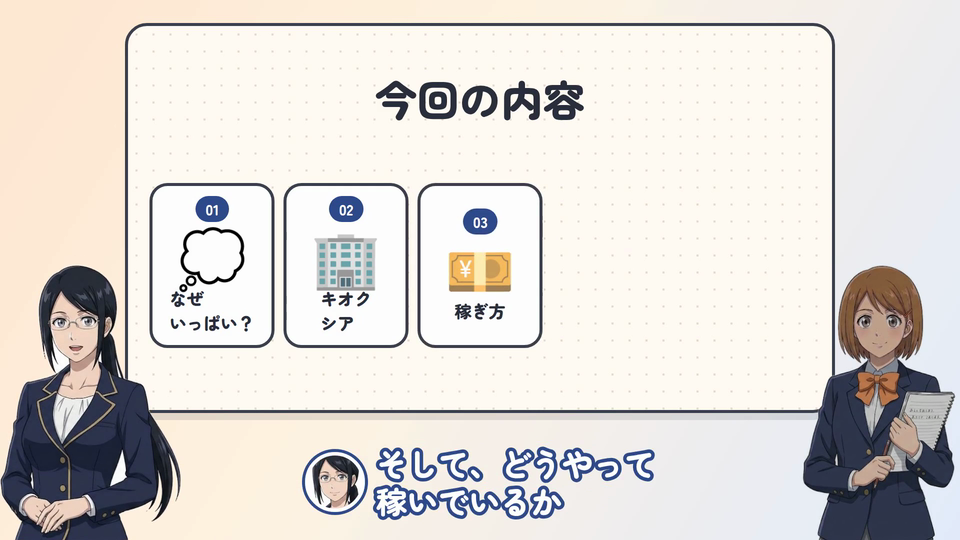 今回の内容
01
なぜ
いっぱい？
02
キオク
シア
03
¥
稼ぎ方
そして、どうやって
稼いでいるか